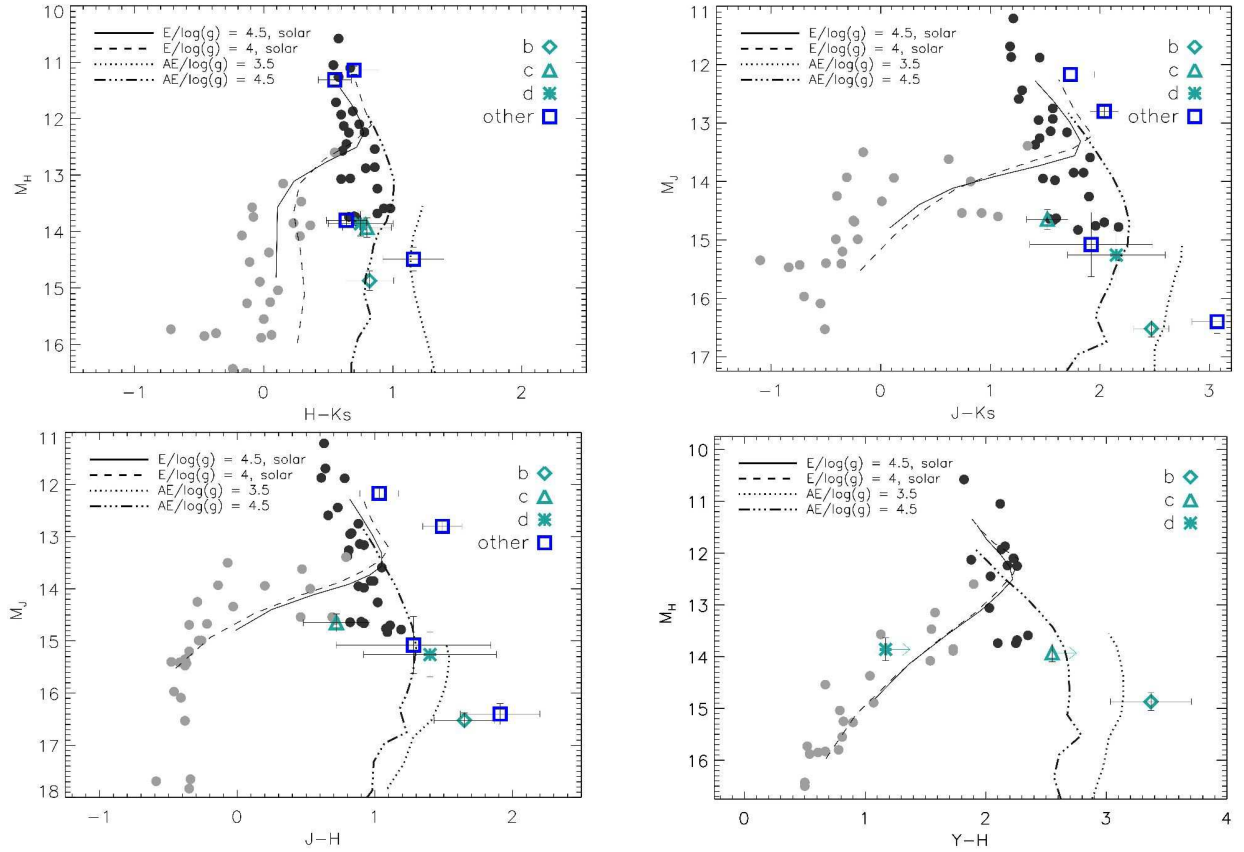 E/log(g) = 4.5, solar
E/log(g) = 4, solar
AE/log(g) = 3.5
AE/log(g) = 4.5
b
c
d
other
10
11
12
13
14
15
16
M_H
−1
0
1
2
H−Ks
E/log(g) = 4.5, solar
E/log(g) = 4, solar
AE/log(g) = 3.5
AE/log(g) = 4.5
b
c
d
other
11
12
13
14
15
16
17
M_J
−1
0
1
2
3
J−Ks
E/log(g) = 4.5, solar
E/log(g) = 4, solar
AE/log(g) = 3.5
AE/log(g) = 4.5
b
c
d
other
11
12
13
14
15
16
17
18
M_J
−1
0
1
2
J−H
E/log(g) = 4.5, solar
E/log(g) = 4, solar
AE/log(g) = 3.5
AE/log(g) = 4.5
b
c
d
10
11
12
13
14
15
16
M_H
0
1
2
3
4
Y−H